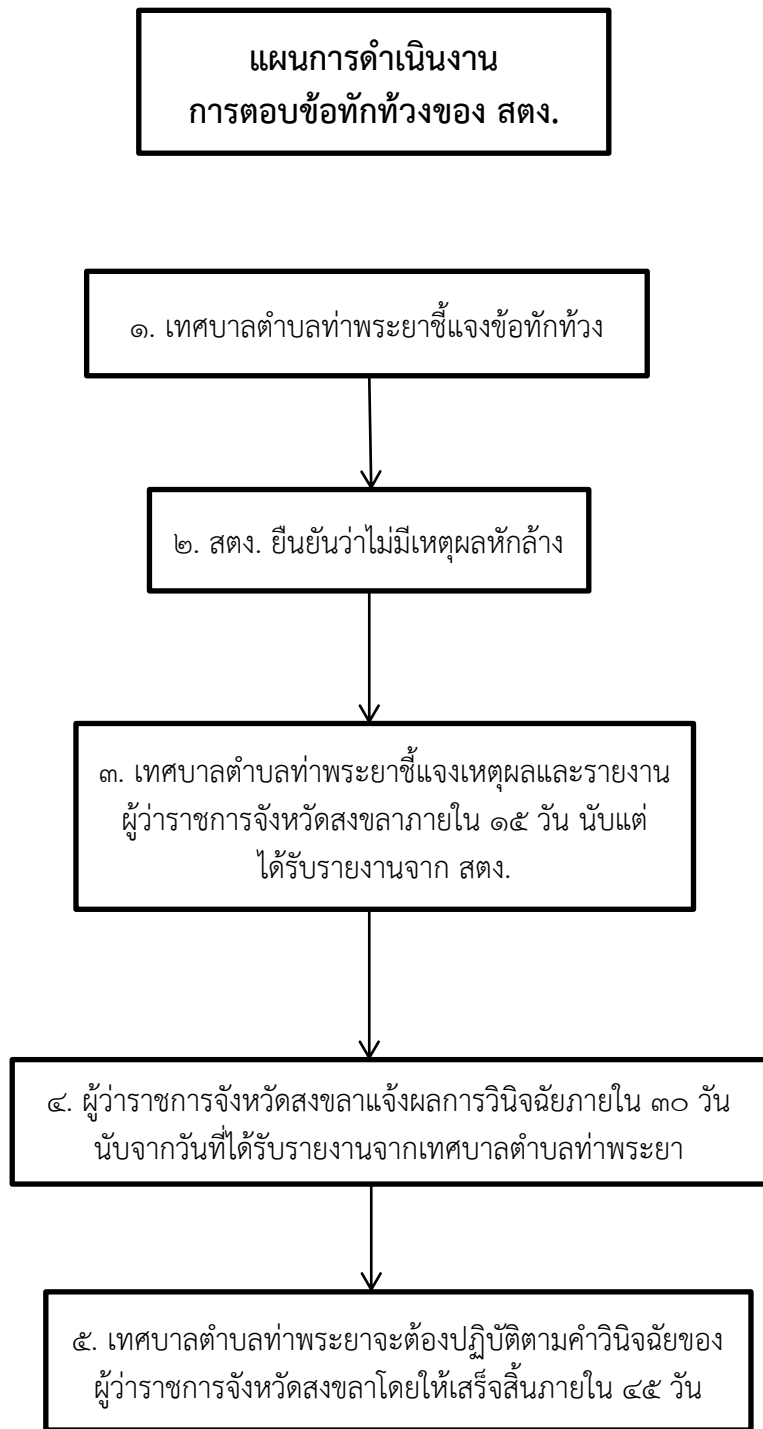 แผนการดำเนินงาน
การตอบข้อทักท้วงของ สตง.
๑. เทศบาลตำบลท่าพระยาชี้แจงข้อทักท้วง
๒. สตง. ยืนยันว่าไม่มีเหตุผลหักล้าง
๓. เทศบาลตำบลท่าพระยาชี้แจงเหตุผลและรายงาน
ผู้ว่าราชการจังหวัดสงขลาภายใน ๑๕ วัน นับแต่
ได้รับรายงานจาก สตง.
๔. ผู้ว่าราชการจังหวัดสงขลาแจ้งผลการวินิจฉัยภายใน ๓๐ วัน
นับจากวันที่ได้รับรายงานจากเทศบาลตำบลท่าพระยา
๕. เทศบาลตำบลท่าพระยาจะต้องปฏิบัติตามคำวินิจฉัยของ
ผู้ว่าราชการจังหวัดสงขลาโดยให้เสร็จสิ้นภายใน ๔๕ วัน